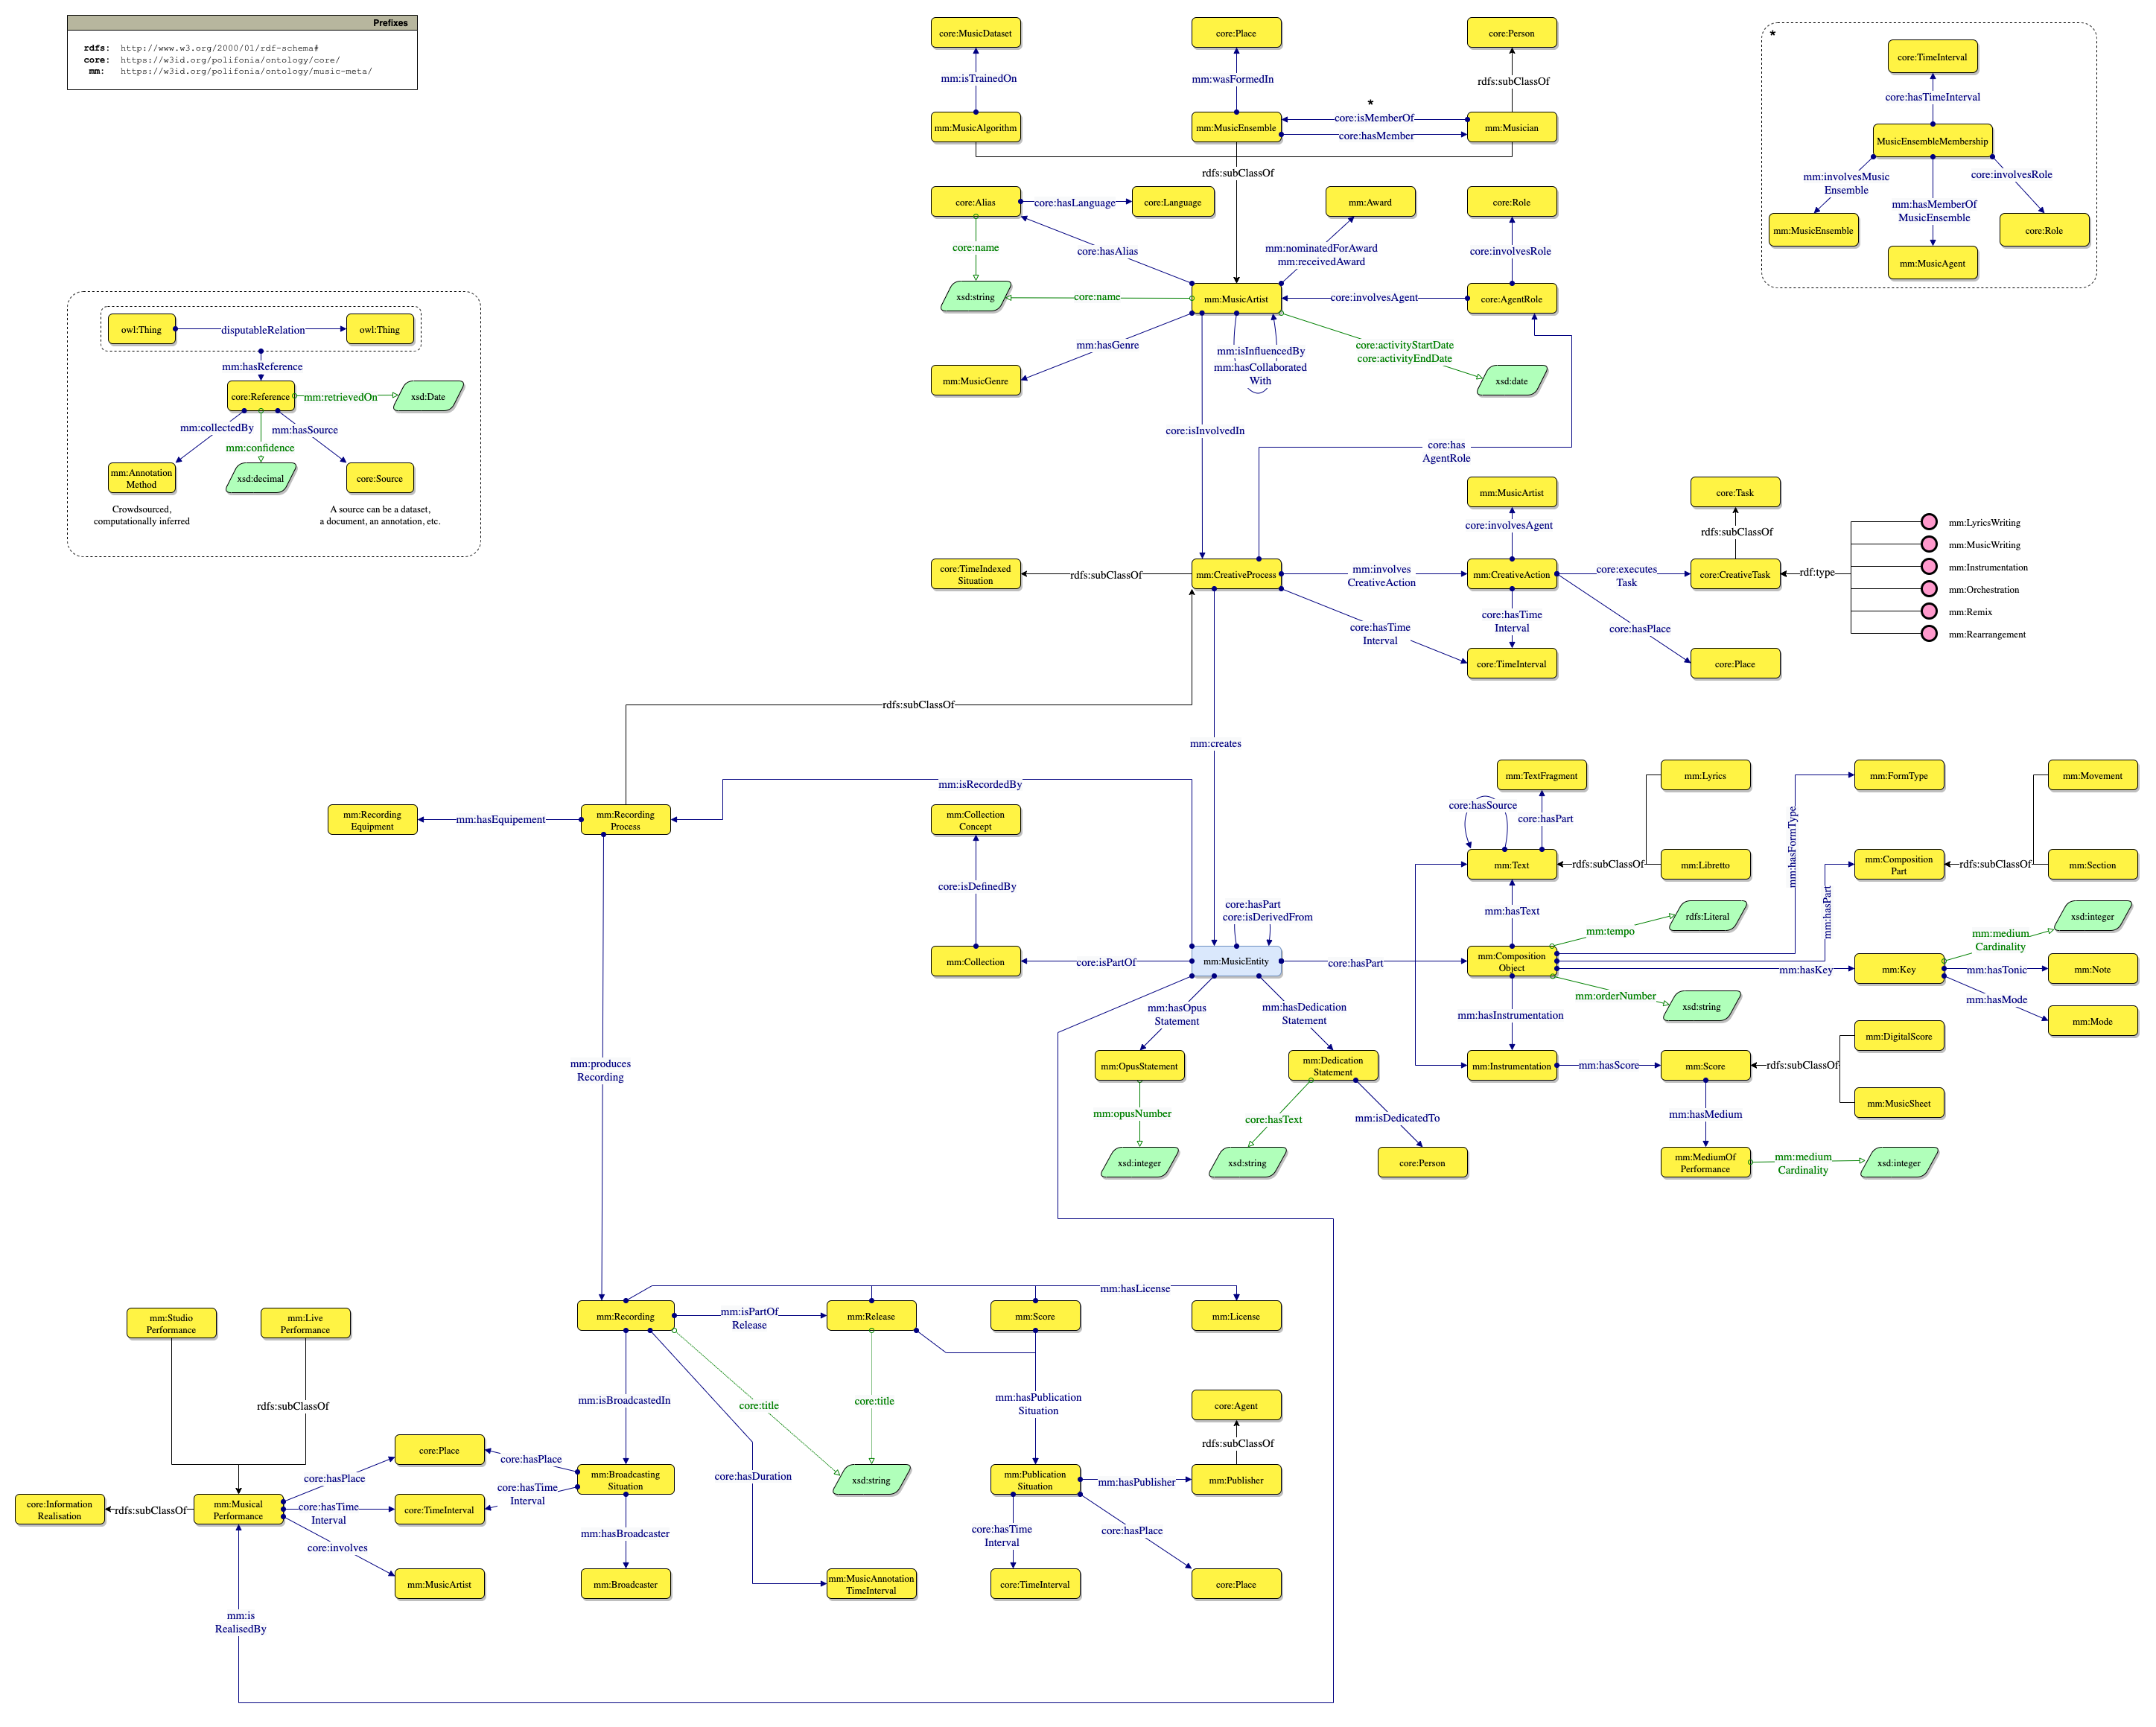 Prefixes
rdfs: http://www.w3.org/2000/01/rdf-schema#
core: https://w3id.org/polifonia/ontology/core/
mm: https://w3id.org/polifonia/ontology/music-meta/
core:MusicDataset
core:Place
core:Person
mm:isTrainedOn
mm:wasFormedIn
rdfs:subClassOf
mm:MusicAlgorithm
mm:MusicEnsemble
*
core:isMemberOf
core:hasMember
mm:Musician
rdfs:subClassOf
*
core:TimeInterval
core:hasTimeInterval
MusicEnsembleMembership
mm:involvesMusic
Ensemble
mm:hasMemberOf
MusicEnsemble
core:involvesRole
mm:MusicEnsemble
mm:MusicAgent
core:Role
core:Alias
core:hasLanguage
core:Language
mm:Award
core:Role
core:name
core:hasAlias
mm:nominatedForAward
mm:receivedAward
core:involvesRole
xsd:string
core:name
mm:MusicArtist
core:involvesAgent
core:AgentRole
mm:hasGenre
mm:isInfluencedBy
mm:hasCollaborated
With
core:activityStartDate
core:activityEndDate
mm:MusicGenre
xsd:date
core:isInvolvedIn
core:has
AgentRole
owl:Thing
disputableRelation
owl:Thing
mm:hasReference
core:Reference
mm:retrievedOn
xsd:Date
mm:collectedBy
mm:hasSource
mm:confidence
mm:Annotation
Method
xsd:decimal
core:Source
Crowdsourced,
computationally inferred
A source can be a dataset,
a document, an annotation, etc.
mm:MusicArtist
core:Task
core:involvesAgent
rdfs:subClassOf
core:TimeIndexed
Situation
rdfs:subClassOf
mm:CreativeProcess
mm:involves
CreativeAction
mm:CreativeAction
core:executes
Task
core:CreativeTask
rdf:type
mm:LyricsWriting
mm:MusicWriting
mm:Instrumentation
mm:Orchestration
mm:Remix
mm:Rearrangement
core:hasTime
Interval
core:hasTime
Interval
core:hasPlace
core:TimeInterval
core:Place
rdfs:subClassOf
mm:creates
mm:isRecordedBy
mm:Recording
Equipment
mm:hasEquipement
mm:Recording
Process
mm:Collection
Concept
core:isDefinedBy
mm:Collection
core:isPartOf
core:hasPart
core:isDerivedFrom
mm:MusicEntity
core:hasPart
mm:TextFragment
mm:Lyrics
core:hasSource
core:hasPart
mm:Text
rdfs:subClassOf
mm:Libretto
mm:hasText
mm:tempo
rdfs:Literal
mm:Composition
Object
mm:hasFormType
mm:FormType
mm:hasPart
mm:Composition
Part
rdfs:subClassOf
mm:Movement
mm:Section
mm:hasKey
mm:Key
mm:medium
Cardinality
xsd:integer
mm:hasTonic
mm:Note
mm:hasMode
mm:Mode
mm:orderNumber
xsd:string
mm:hasInstrumentation
mm:Instrumentation
mm:hasScore
mm:Score
rdfs:subClassOf
mm:DigitalScore
mm:MusicSheet
mm:hasMedium
mm:MediumOf
Performance
mm:medium
Cardinality
xsd:integer
mm:hasOpus
Statement
mm:hasDedication
Statement
mm:OpusStatement
mm:Dedication
Statement
mm:opusNumber
core:hasText
mm:isDedicatedTo
xsd:integer
xsd:string
core:Person
mm:produces
Recording
mm:hasLicense
mm:Recording
mm:isPartOf
Release
mm:Release
mm:Score
mm:License
mm:Studio
Performance
mm:Live
Performance
rdfs:subClassOf
mm:isBroadcastedIn
core:title
core:title
mm:hasPublication
Situation
core:Agent
rdfs:subClassOf
core:Place
core:hasPlace
core:hasPlace
mm:Broadcasting
Situation
core:hasDuration
xsd:string
mm:Publication
Situation
mm:hasPublisher
mm:Publisher
core:Information
Realisation
rdfs:subClassOf
mm:Musical
Performance
core:hasTime
Interval
core:TimeInterval
core:hasTime
Interval
mm:hasBroadcaster
core:hasTime
Interval
core:hasPlace
core:involves
mm:MusicArtist
mm:Broadcaster
mm:MusicAnnotation
TimeInterval
core:TimeInterval
core:Place
mm:is
RealisedBy